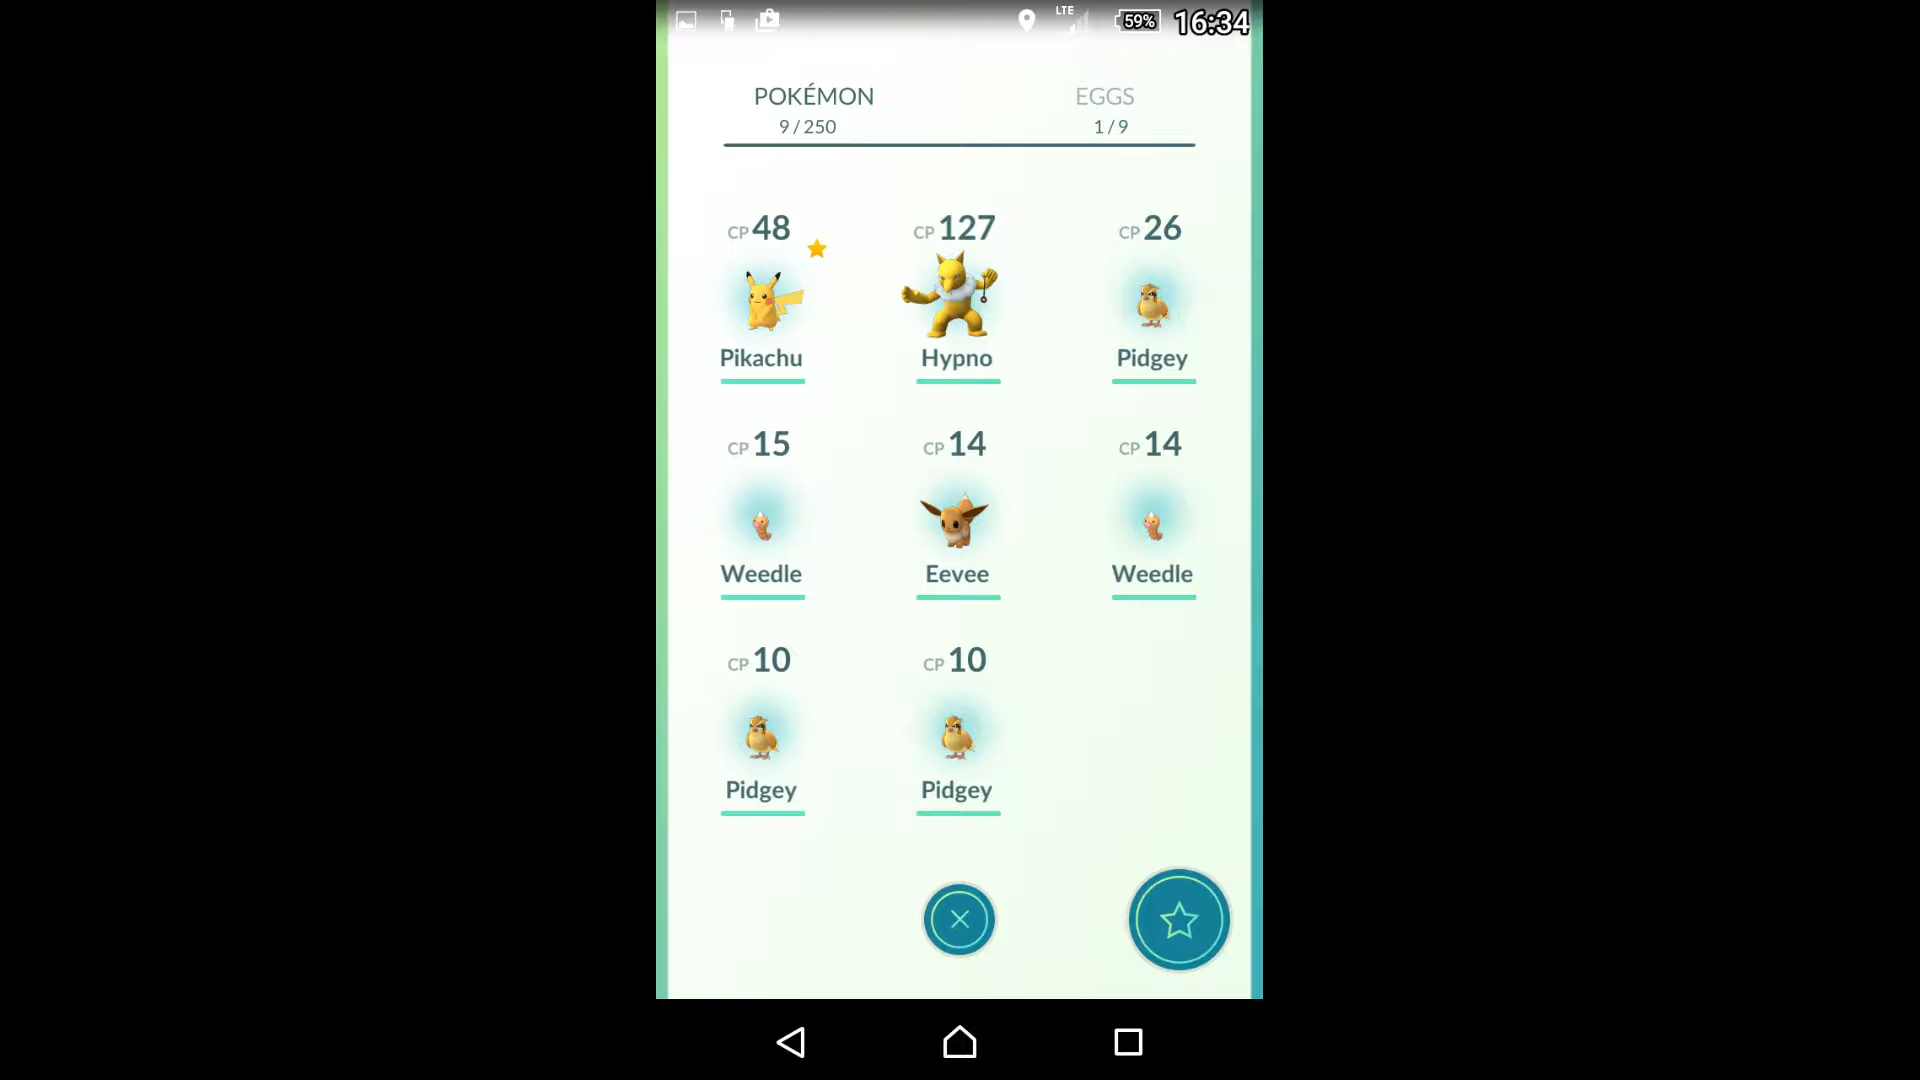 LTE 59% 16:34
POKÉMON EGGS
9 / 250 1 / 9
CP 48 CP 127 CP 26
Pikachu Hypno Pidgey
CP 15 CP 14 CP 14
Weedle Eevee Weedle
CP 10 CP 10
Pidgey Pidgey